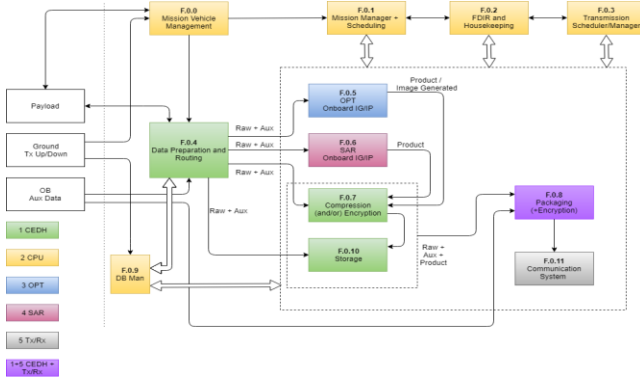 F.0.0
Mission Vehicle
Management
F.0.1
Mission Manager +
Scheduling
F.0.2
FDIR and
Housekeeping
F.0.3
Transmission
Scheduler/Manager
Payload
Ground
Tx Up/Down
OB
Aux Data
F.0.4
Data Preparation and
Routing
Raw + Aux
Raw + Aux
Raw + Aux
Raw + Aux
F.0.5
OPT
Onboard IG/IP
Product /
Image Generated
F.0.6
SAR
Onboard IG/IP
Product
F.0.7
Compression
(and/or) Encryption
F.0.10
Storage
Raw +
Aux +
Product
F.0.8
Packaging
(+Encryption)
F.0.11
Communication
System
F.0.9
DB Man
1 CEDH
2 CPU
3 OPT
4 SAR
5 Tx/Rx
1+5 CEDH +
Tx/Rx